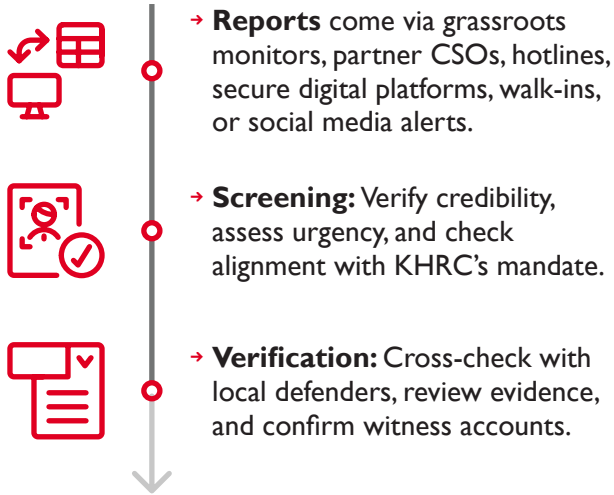 → Reports come via grassroots
monitors, partner CSOs, hotlines,
secure digital platforms, walk-ins,
or social media alerts.
→ Screening: Verify credibility,
assess urgency, and check
alignment with KHRC’s mandate.
→ Verification: Cross-check with
local defenders, review evidence,
and confirm witness accounts.